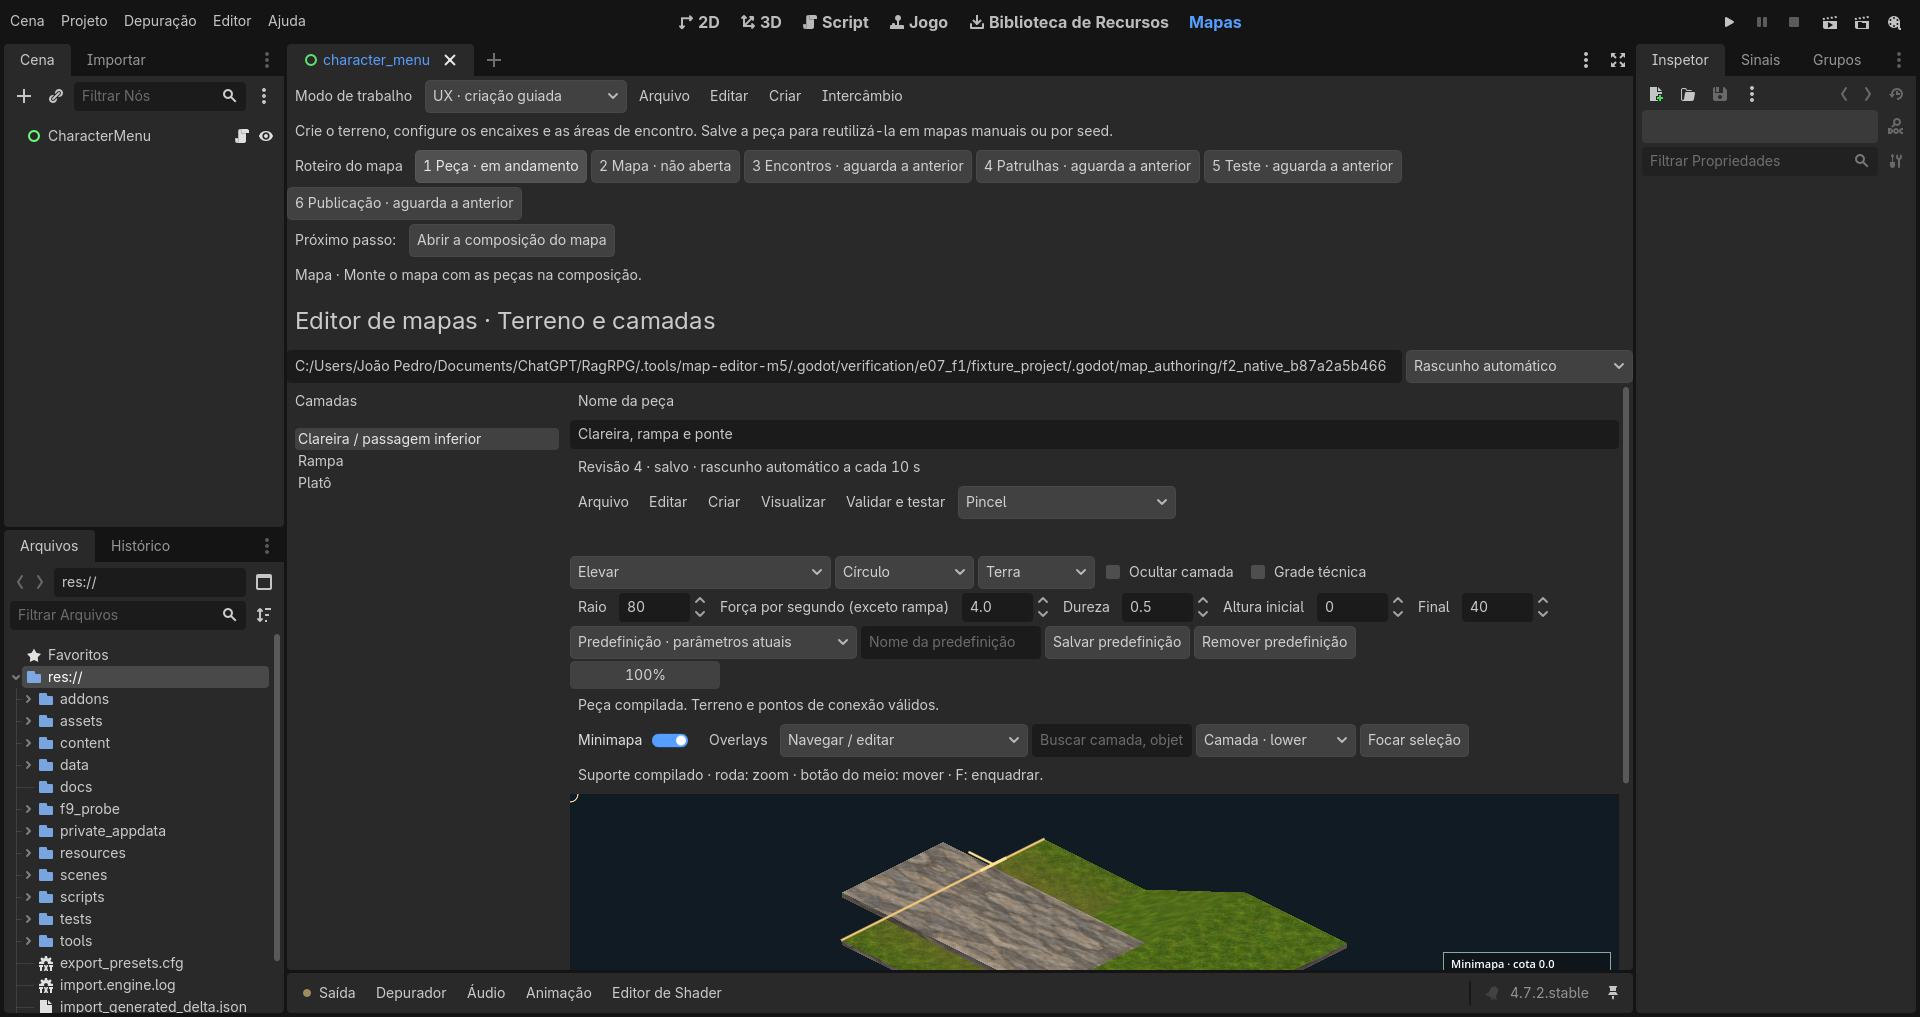 Cena Projeto Depuração Editor Ajuda
2D 3D Script Jogo Biblioteca de Recursos Mapas
Cena Importar
Filtrar Nós
CharacterMenu
character_menu
Modo de trabalho UX · criação guiada Arquivo Editar Criar Intercâmbio
Crie o terreno, configure os encaixes e as áreas de encontro. Salve a peça para reutilizá-la em mapas manuais ou por seed.
Roteiro do mapa 1 Peça · em andamento 2 Mapa · não aberta 3 Encontros · aguarda a anterior 4 Patrulhas · aguarda a anterior 5 Teste · aguarda a anterior
6 Publicação · aguarda a anterior
Próximo passo: Abrir a composição do mapa
Mapa · Monte o mapa com as peças na composição.
Editor de mapas · Terreno e camadas
C:/Users/João Pedro/Documents/ChatGPT/RagRPG/.tools/map-editor-m5/.godot/verification/e07_f1/fixture_project/.godot/map_authoring/f2_native_b87a2a5b466 Rascunho automático
Camadas
Clareira / passagem inferior
Rampa
Platô
Nome da peça
Clareira, rampa e ponte
Revisão 4 · salvo · rascunho automático a cada 10 s
Arquivo Editar Criar Visualizar Validar e testar Pincel
Elevar Círculo Terra Ocultar camada Grade técnica
Raio 80 Força por segundo (exceto rampa) 4.0 Dureza 0.5 Altura inicial 0 Final 40
Predefinição · parâmetros atuais Nome da predefinição Salvar predefinição Remover predefinição
100%
Peça compilada. Terreno e pontos de conexão válidos.
Minimapa Overlays Navegar / editar Buscar camada, objet Camada · lower Focar seleção
Suporte compilado · roda: zoom · botão do meio: mover · F: enquadrar.
Minimapa · cota 0.0
Arquivos Histórico
res://
Filtrar Arquivos
Favoritos
res://
addons
assets
content
data
docs
f9_probe
private_appdata
resources
scenes
scripts
tests
tools
export_presets.cfg
import.engine.log
import_generated_delta.json
Saída Depurador Áudio Animação Editor de Shader 4.7.2.stable
Inspetor Sinais Grupos
DOC
Filtrar Propriedades